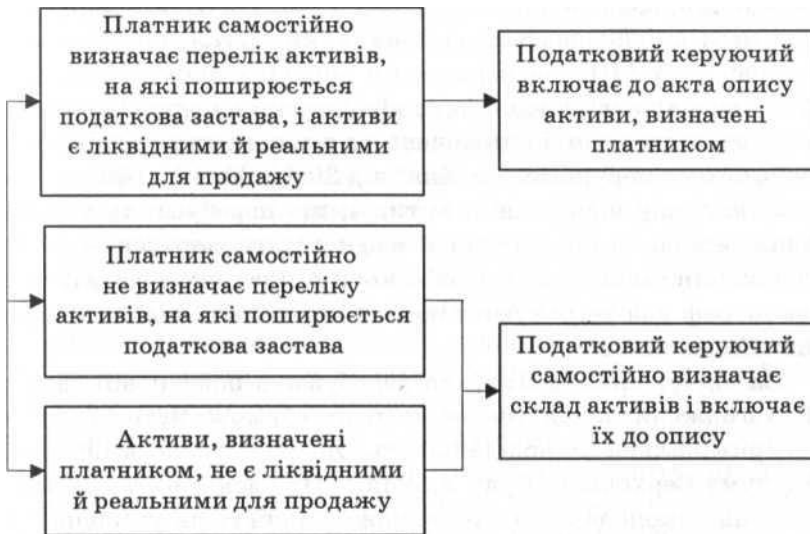 Платник самостійно
визначає перелік активів,
на які поширюється
податкова застава, і активи
є ліквідними й реальними
для продажу
Податковий керуючий
включає до акта опису
активи, визначені
платником
Платник самостійно
не визначає переліку
активів, на які поширюється
податкова застава
Активи, визначені
платником, не є ліквідними
й реальними для продажу
Податковий керуючий
самостійно визначає
склад активів і включає
їх до опису